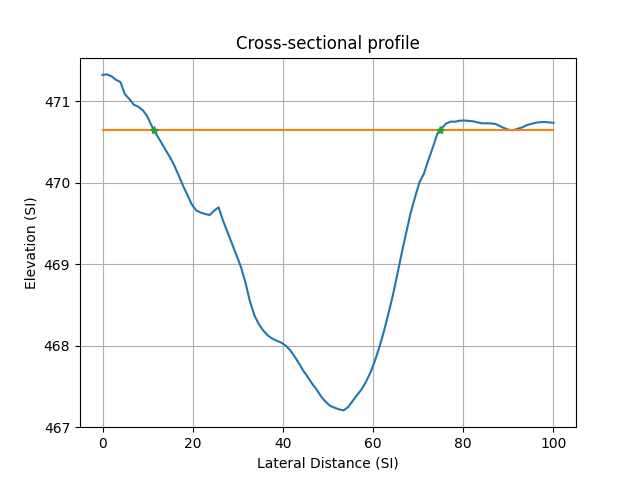 Cross-sectional profile
Elevation (SI)
471
470
469
468
467
0 20 40 60 80 100
Lateral Distance (SI)